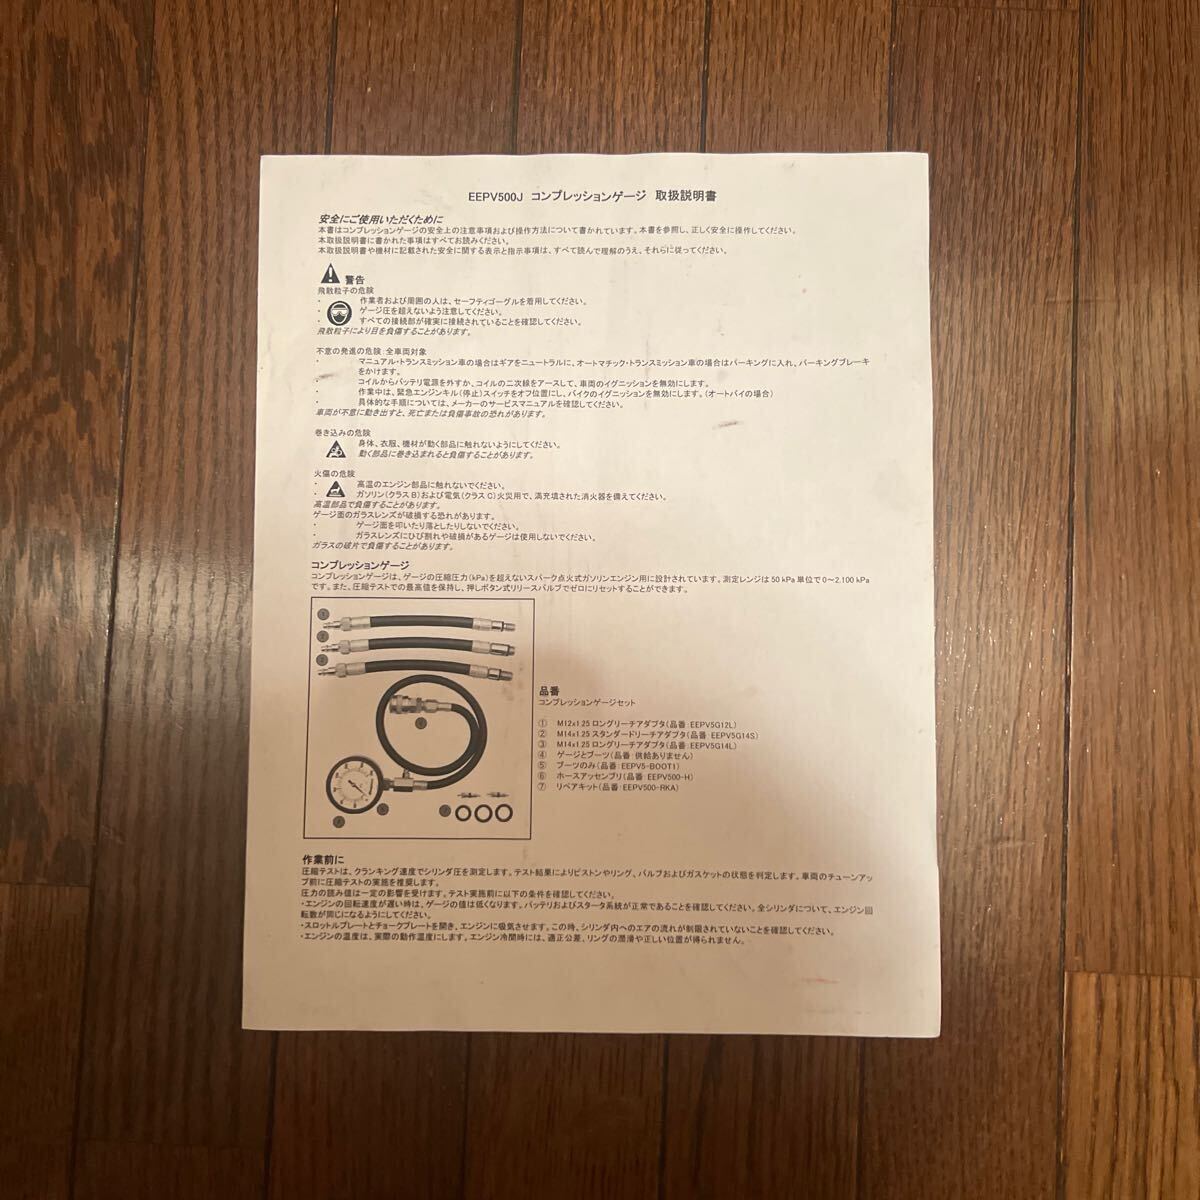 EEPV500J コンプレッションゲージ 取扱説明書
安全にご使用いただくために
本書はコンプレッションゲージの安全上の注意事項および操作方法について書かれています。本書を参照し、正しく安全に操作してください。
本取扱説明書に書かれた事項はすべてお読みください。
本取扱説明書や機材に記載された安全に関する表示と指示事項は、すべて読んで理解のうえ、それらに従ってください。
警告
飛散粒子の危険
・ 作業者および周囲の人は、セーフティゴーグルを着用してください。
・ ゲージ圧を超えないよう注意してください。
・ すべての接続部が確実に接続されていることを確認してください。
飛散粒子により目を負傷することがあります。
不意の発進の危険:全車両対象
・ マニュアル・トランスミッション車の場合はギアをニュートラルに、オートマチック・トランスミッション車の場合はパーキングに入れ、パーキングブレーキ
をかけます。
・ コイルからバッテリ電源を外すか、コイルの二次線をアースして、車両のイグニッションを無効にします。
・ 作業中は、緊急エンジンキル(停止)スイッチをオフ位置にし、バイクのイグニッションを無効にします。(オートバイの場合)
・ 具体的な手順については、メーカーのサービスマニュアルを確認してください。
車両が不意に動き出すと、死亡または負傷事故の恐れがあります。
巻き込みの危険
・ 身体、衣服、機材が動く部品に触れないようにしてください。
動く部品に巻き込まれると負傷することがあります。
火傷の危険
・ 高温のエンジン部品に触れないでください。
・ ガソリン(クラス B)および電気(クラス C)火災用で、満充填された消火器を備えてください。
高温部品で負傷することがあります。
ゲージ面のガラスレンズが破損する恐れがあります。
・ ゲージ面を叩いたり落としたりしないでください。
・ ガラスレンズにひび割れや破損があるゲージは使用しないでください。
ガラスの破片で負傷することがあります。
コンプレッションゲージ
コンプレッションゲージは、ゲージの圧縮圧力(kPa)を超えないスパーク点火式ガソリンエンジン用に設計されています。測定レンジは 50 kPa 単位で 0～2.100 kPa
です。また、圧縮テストでの最高値を保持し、押しボタン式リリースバルブでゼロにリセットすることができます。
品番
コンプレッションゲージセット
① M12x1.25 ロングリーチアダプタ(品番:EEPV5G12L)
② M14x1.25 スタンダードリーチアダプタ(品番:EEPV5G14S)
③ M14x1.25 ロングリーチアダプタ(品番:EEPV5G14L)
④ ゲージとブーツ(品番:供給ありません)
⑤ ブーツのみ(品番:EEPV5-BOOT1)
⑥ ホースアッセンブリ(品番:EEPV500-H)
⑦ リペアキット(品番:EEPV500-RKA)
作業前に
圧縮テストは、クランキング速度でシリンダ圧を測定します。テスト結果によりピストンやリング、バルブおよびガスケットの状態を判定します。車両のチューンアッ
プ前に圧縮テストの実施を推奨します。
圧力の読み値は一定の影響を受けます。テスト実施前に以下の条件を確認してください。
・エンジンの回転速度が遅い時は、ゲージの値は低くなります。バッテリおよびスタータ系統が正常であることを確認してください。全シリンダについて、エンジン回
転数が同じになるようにしてください。
・スロットルプレートとチョークプレートを開き、エンジンに吸気させます。この時、シリンダ内へのエアの流れが制限されていないことを確認してください。
・エンジンの温度は、実際の動作温度にします。エンジン冷間時には、適正公差、リングの潤滑や正しい位置が得られません。